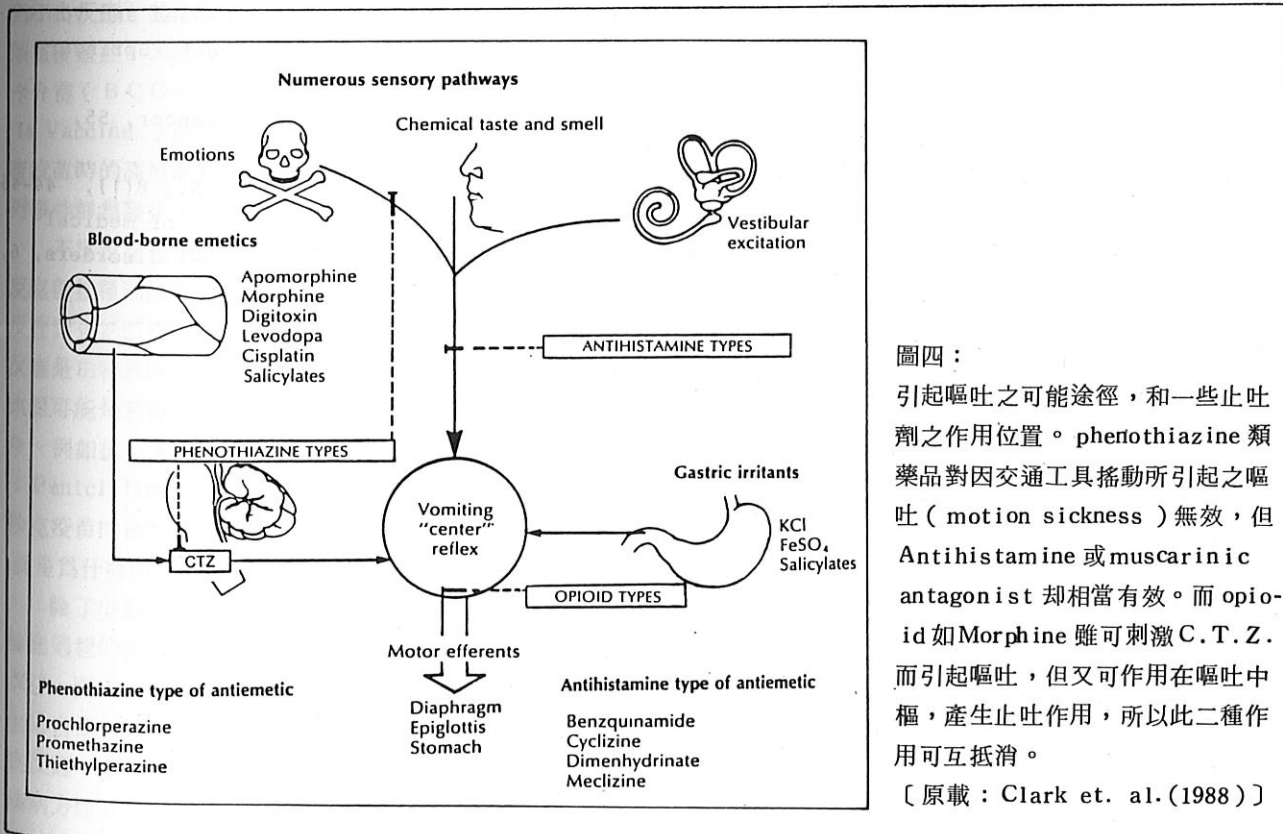 Numerous sensory pathways
Chemical taste and smell
Emotions
Vestibular
excitation
Blood-borne emetics
Apomorphine
Morphine
Digitoxin
Levodopa
Cisplatin
Salicylates
ANTIHISTAMINE TYPES
PHENOTHIAZINE TYPES
Gastric irritants
Vomiting
"center"
reflex
KCl
FeSO₄
Salicylates
CTZ
OPIOID TYPES
Motor efferents
Phenothiazine type of antiemetic
Prochlorperazine
Promethazine
Thiethylperazine
Diaphragm
Epiglottis
Stomach
Antihistamine type of antiemetic
Benzquinamide
Cyclizine
Dimenhydrinate
Meclizine
圖四：
引起嘔吐之可能途徑，和一些止吐
劑之作用位置。phenothiazine 類
藥品對因交通工具搖動所引起之嘔
吐（motion sickness）無效，但
Antihistamine 或 muscarinic
antagonist 却相當有效。而 opio-
id 如 Morphine 雖可刺激 C.T.Z.
而引起嘔吐，但又可作用在嘔吐中
樞，產生止吐作用，所以此二種作
用可互抵消。
〔原載：Clark et. al.(1988)〕